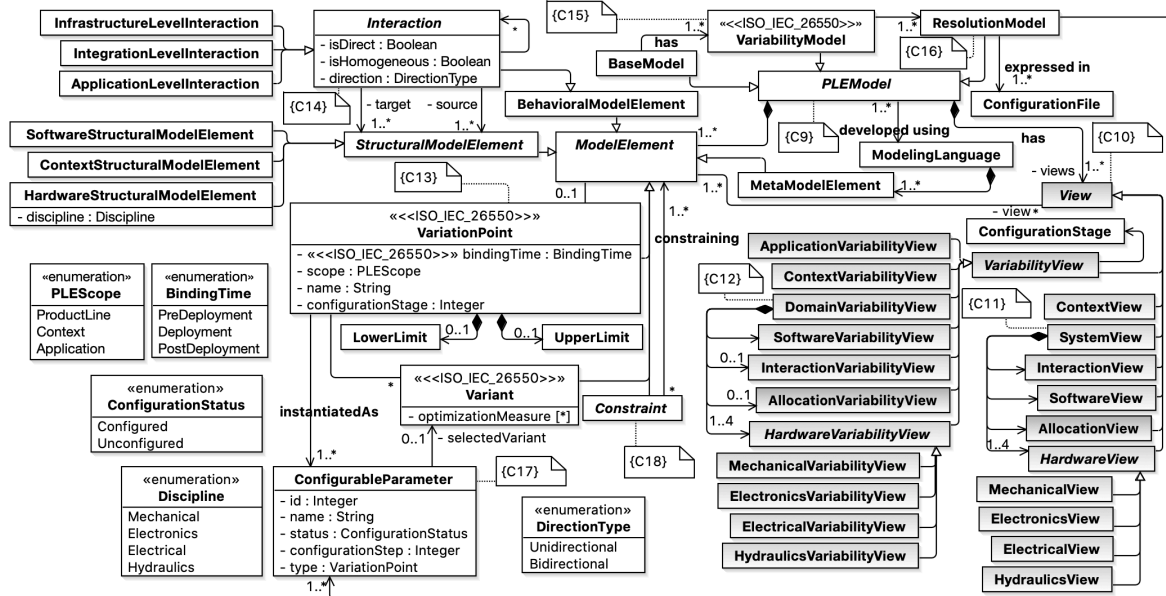 InfrastructureLevelInteraction
IntegrationLevelInteraction
ApplicationLevelInteraction
Interaction
- isDirect : Boolean
- isHomogeneous : Boolean
- direction : DirectionType
*
{C14}
- target
- source
1..*
1..*
SoftwareStructuralModelElement
ContextStructuralModelElement
HardwareStructuralModelElement
- discipline : Discipline
StructuralModelElement
BehavioralModelElement
ModelElement
{C13}
0..1
1..*
1..*
1..*
{C15}
1..*
has
BaseModel
«<<ISO_IEC_26550>>»
VariabilityModel
1..*
ResolutionModel
{C16}
expressed in
1..*
ConfigurationFile
PLEModel
1..*
{C9}
developed using
has
{C10}
ModelingLanguage
1..*
MetaModelElement
1..*
- views
View
- view *
ConfigurationStage
VariabilityView
«<<ISO_IEC_26550>>»
VariationPoint
- «<<ISO_IEC_26550>>» bindingTime : BindingTime
- scope : PLEScope
- name : String
- configurationStage : Integer
constraining
LowerLimit
0..1
0..1
UpperLimit
«enumeration»
PLEScope
ProductLine
Context
Application
«enumeration»
BindingTime
PreDeployment
Deployment
PostDeployment
«enumeration»
ConfigurationStatus
Configured
Unconfigured
«enumeration»
Discipline
Mechanical
Electronics
Electrical
Hydraulics
instantiatedAs
1..*
*
«<<ISO_IEC_26550>>»
Variant
- optimizationMeasure [*]
0..1
- selectedVariant
*
Constraint
{C18}
{C17}
ConfigurableParameter
- id : Integer
- name : String
- status : ConfigurationStatus
- configurationStep : Integer
- type : VariationPoint
1..*
«enumeration»
DirectionType
Unidirectional
Bidirectional
ApplicationVariabilityView
ContextVariabilityView
{C12}
DomainVariabilityView
SoftwareVariabilityView
0..1
InteractionVariabilityView
0..1
AllocationVariabilityView
1..4
HardwareVariabilityView
MechanicalVariabilityView
ElectronicsVariabilityView
ElectricalVariabilityView
HydraulicsVariabilityView
{C11}
ContextView
SystemView
InteractionView
SoftwareView
AllocationView
1..4
HardwareView
MechanicalView
ElectronicsView
ElectricalView
HydraulicsView